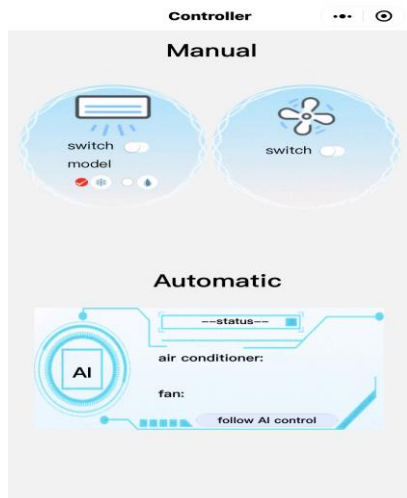 Controller
Manual
switch
model
switch
Automatic
--status--
AI
air conditioner:
fan:
follow AI control